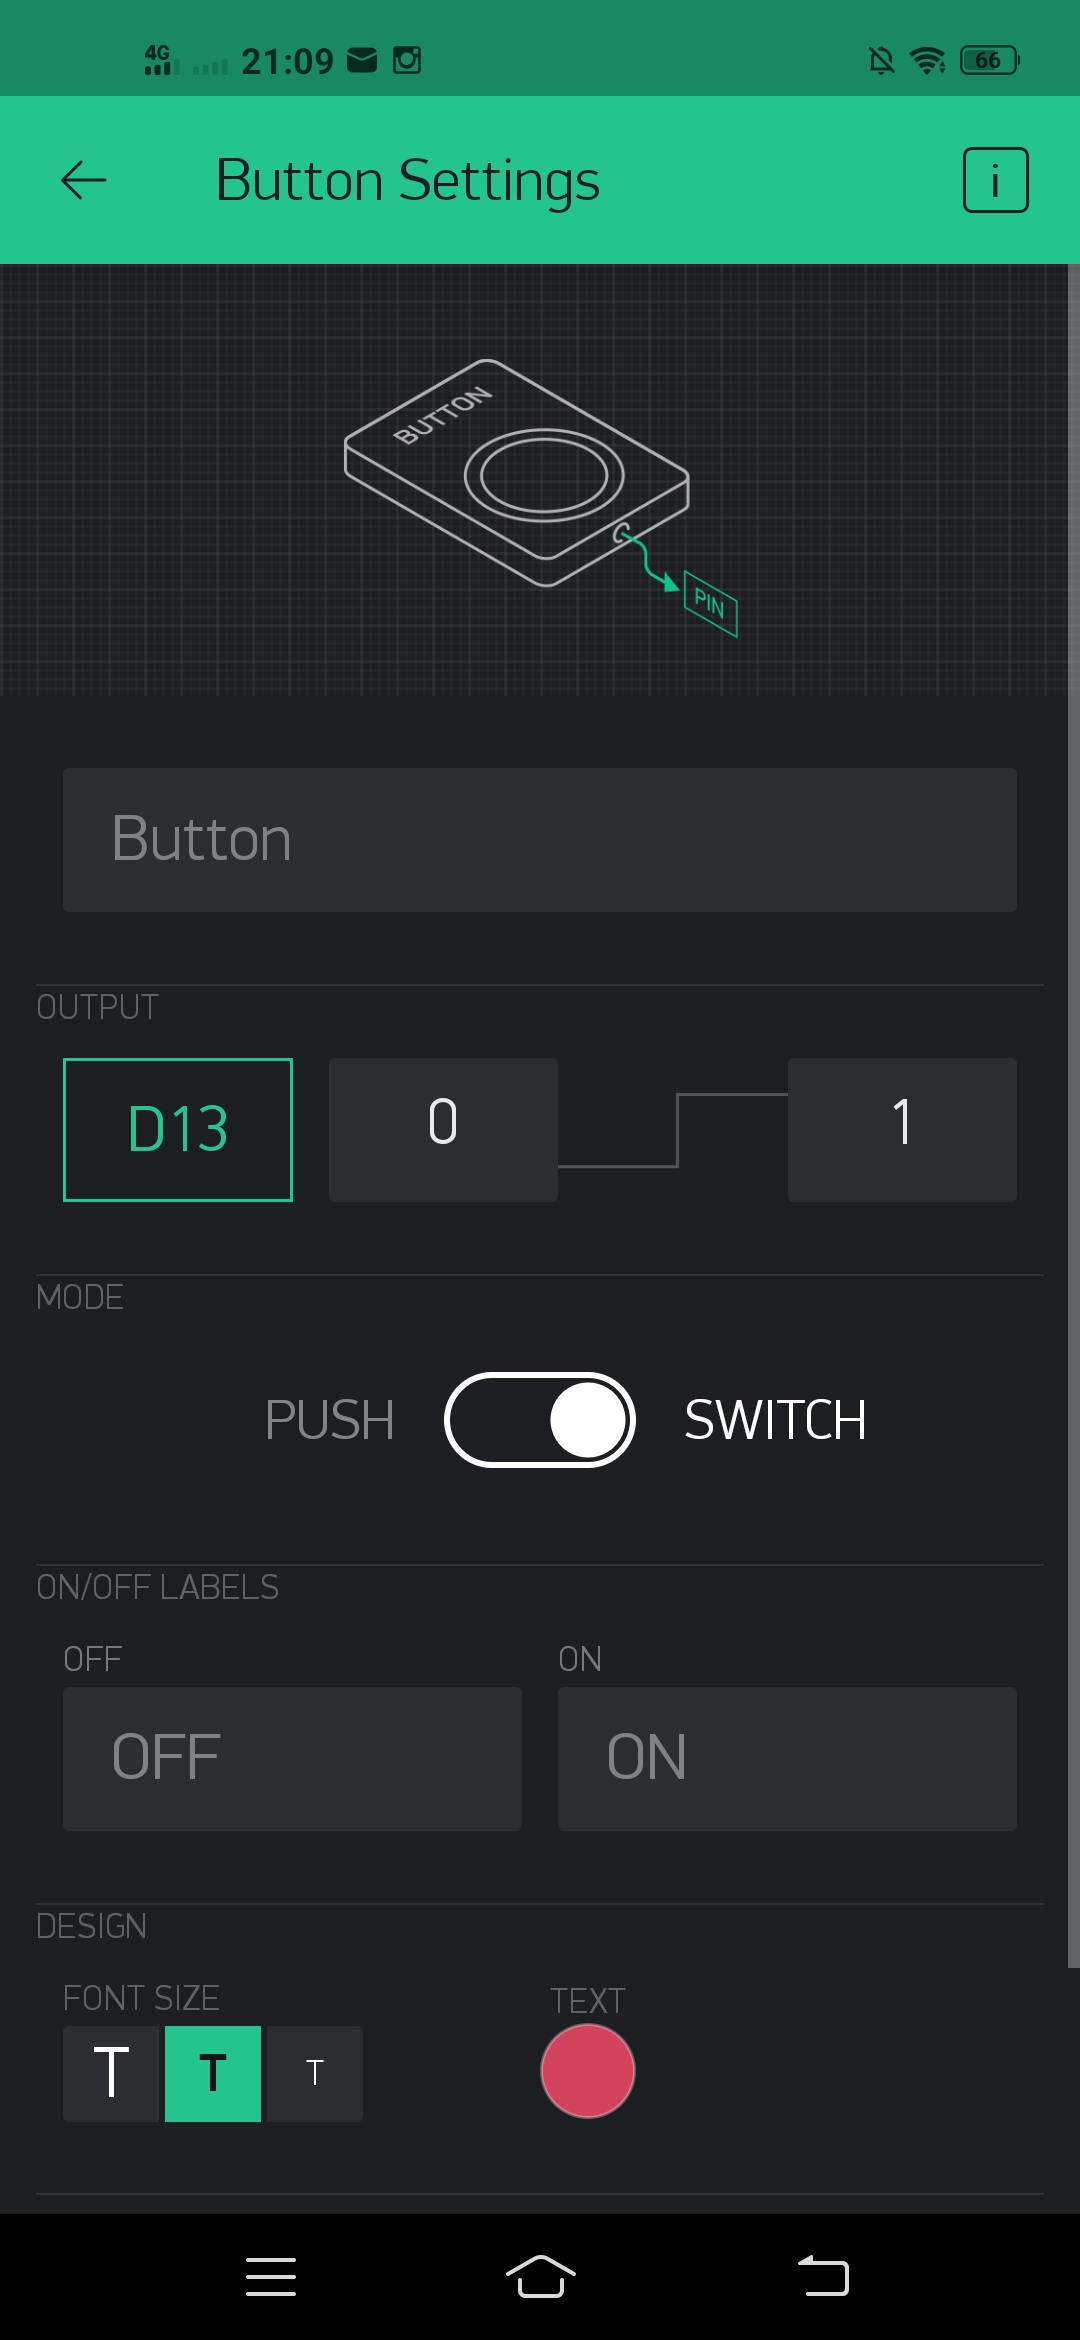 4G 21:09 66
Button Settings i
BUTTON
PIN
Button
OUTPUT
D13 0 1
MODE
PUSH SWITCH
ON/OFF LABELS
OFF ON
OFF ON
DESIGN
FONT SIZE TEXT
T T T